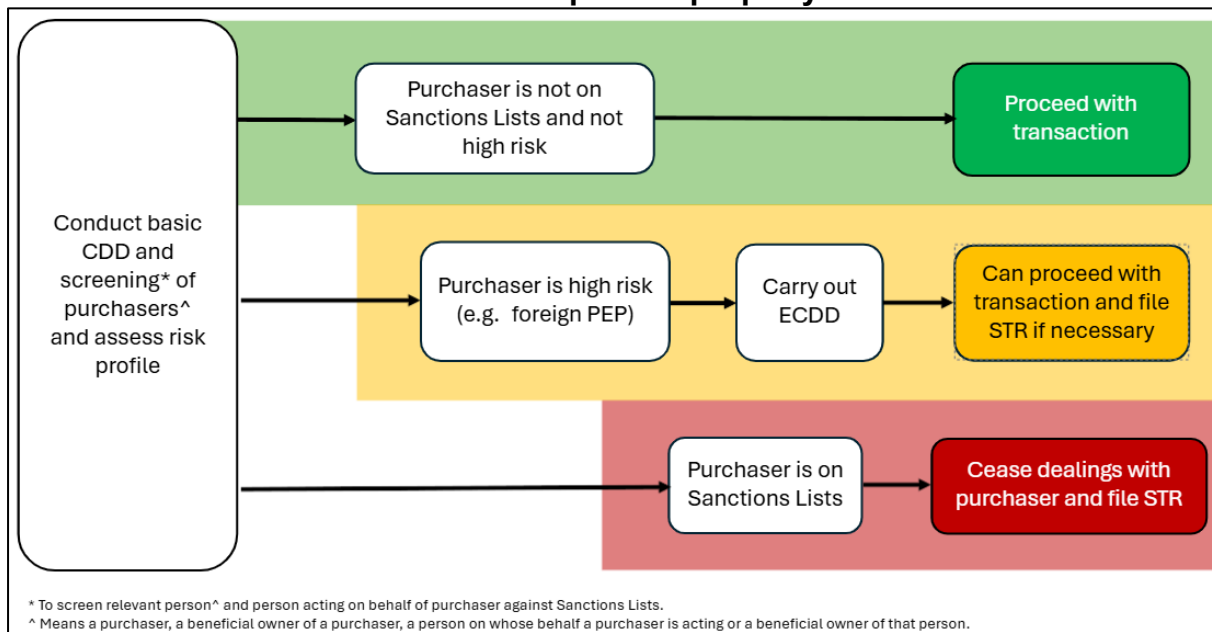 Conduct basic
CDD and
screening* of
purchasers^
and assess risk
profile
Purchaser is not on
Sanctions Lists and not
high risk
Proceed with
transaction
Purchaser is high risk
(e.g. foreign PEP)
Carry out
ECDD
Can proceed with
transaction and file
STR if necessary
Purchaser is on
Sanctions Lists
Cease dealings with
purchaser and file STR
* To screen relevant person^ and person acting on behalf of purchaser against Sanctions Lists.
^ Means a purchaser, a beneficial owner of a purchaser, a person on whose behalf a purchaser is acting or a beneficial owner of that person.